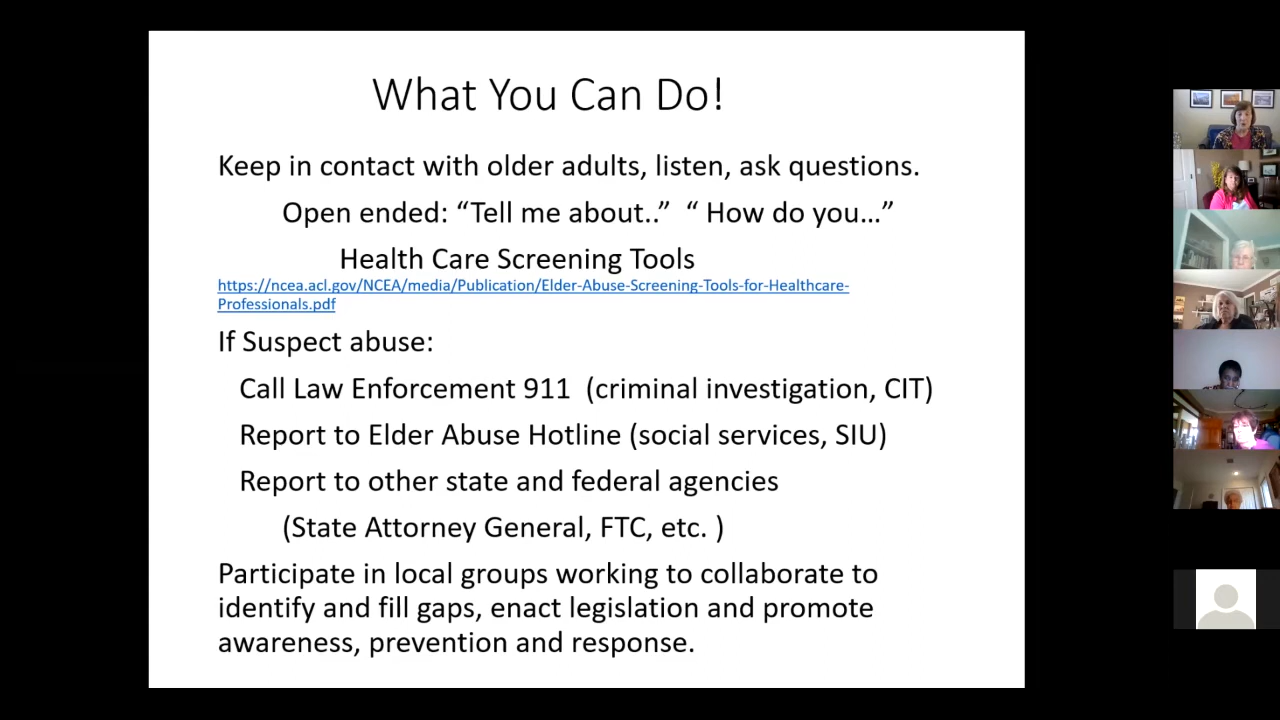 What You Can Do!
Keep in contact with older adults, listen, ask questions.
Open ended: “Tell me about..” “ How do you…”
Health Care Screening Tools
https://ncea.acl.gov/NCEA/media/Publication/Elder-Abuse-Screening-Tools-for-Healthcare-
Professionals.pdf
If Suspect abuse:
Call Law Enforcement 911 (criminal investigation, CIT)
Report to Elder Abuse Hotline (social services, SIU)
Report to other state and federal agencies
(State Attorney General, FTC, etc. )
Participate in local groups working to collaborate to
identify and fill gaps, enact legislation and promote
awareness, prevention and response.